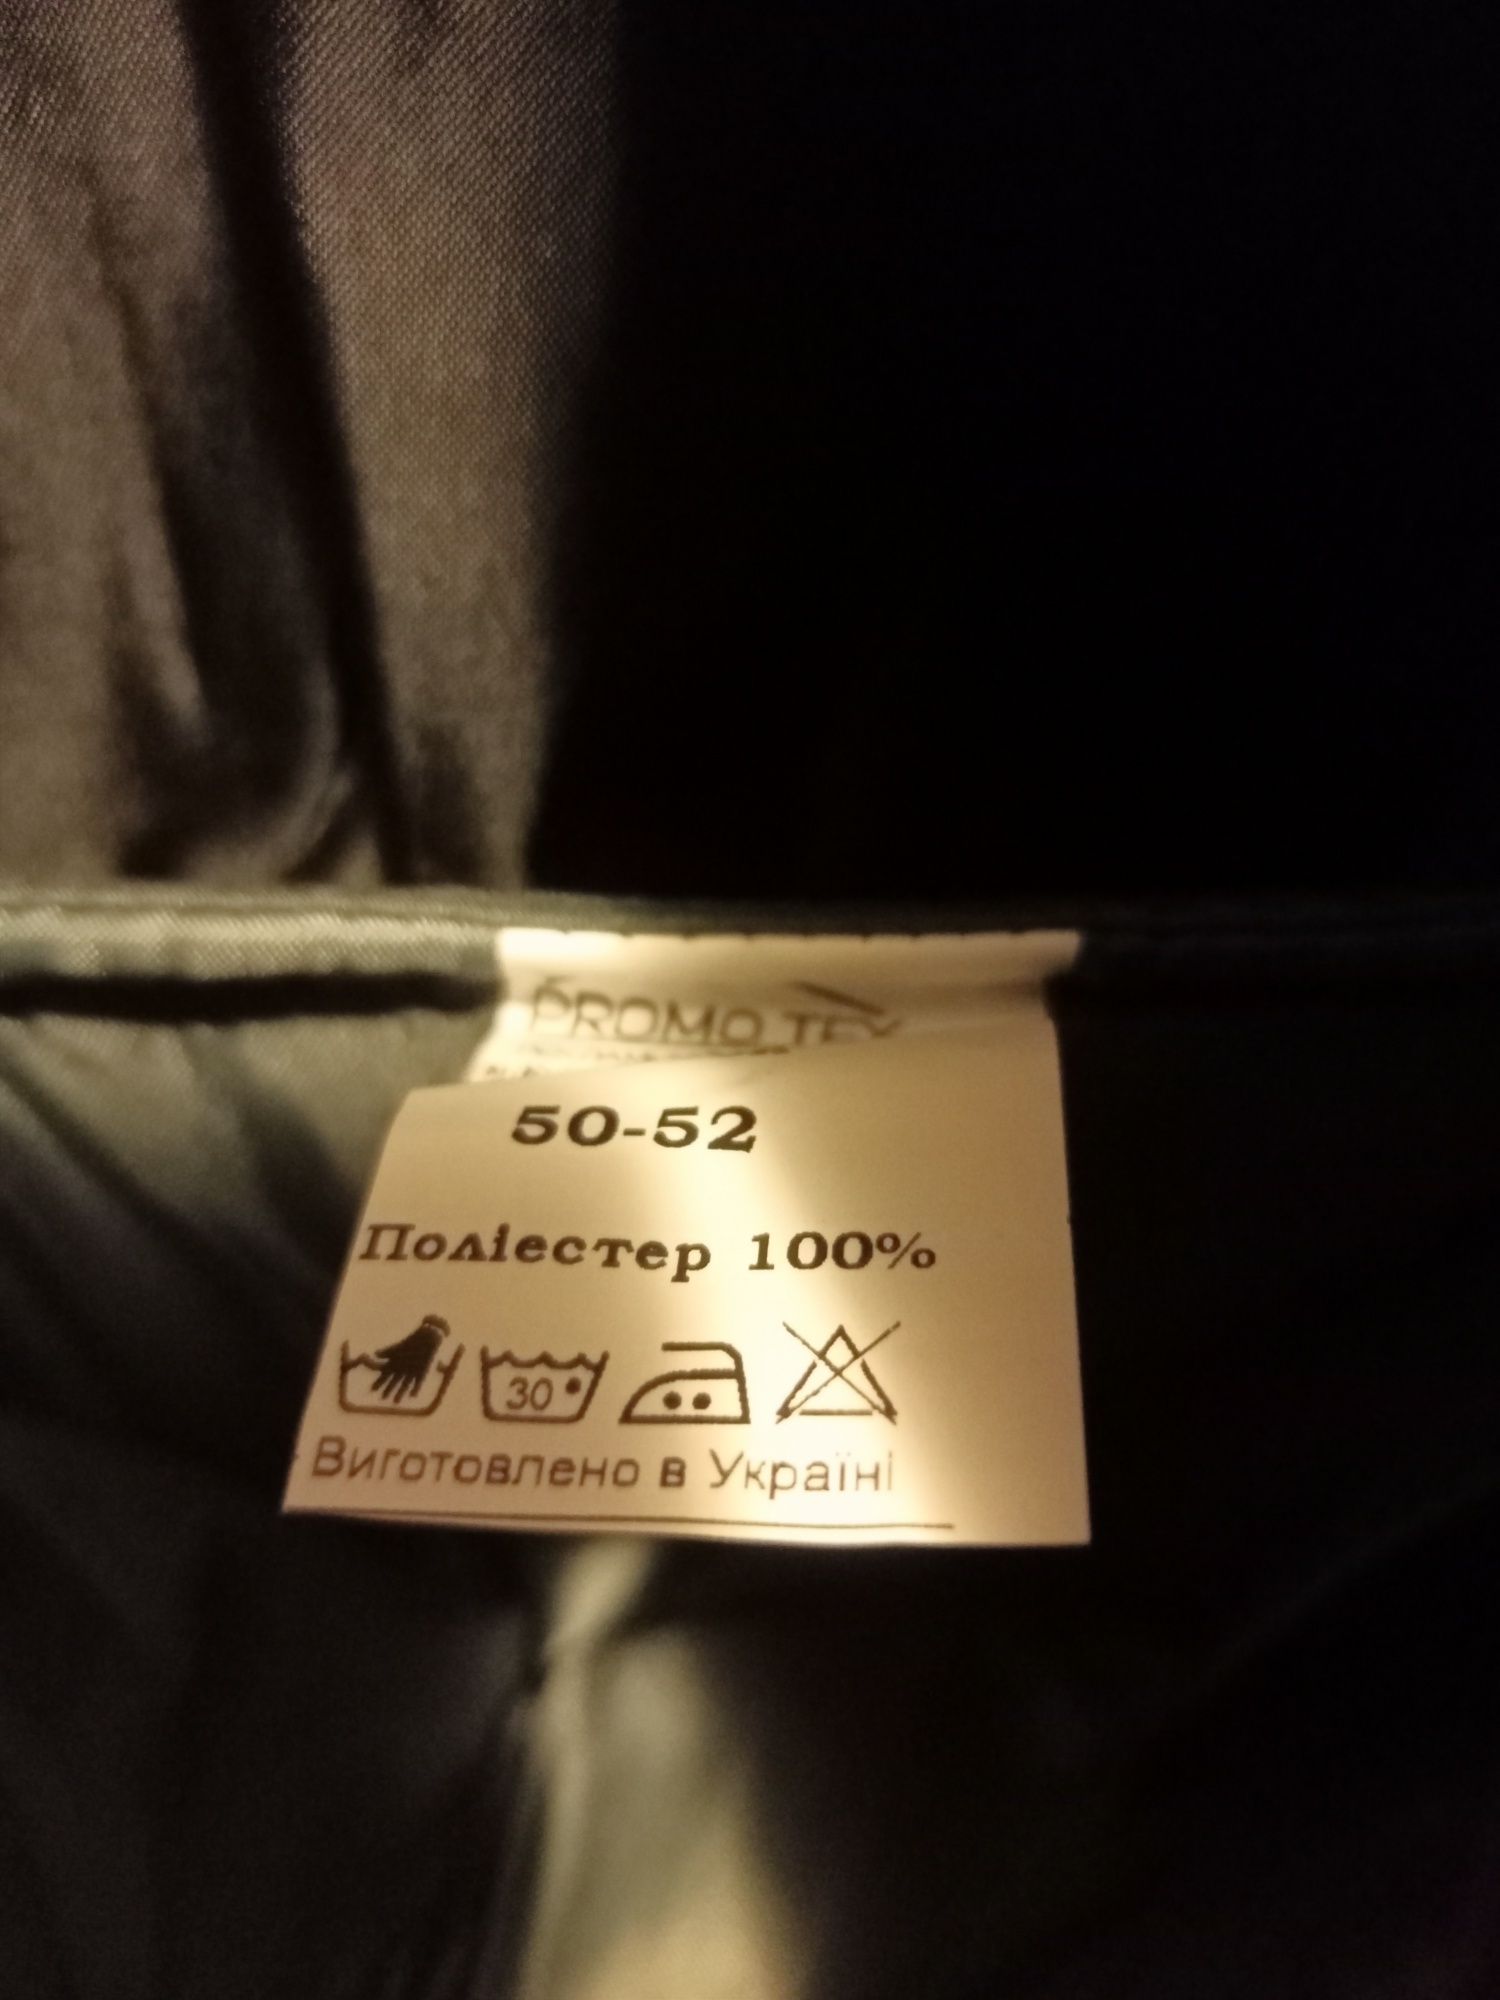 PROMO TEX
50-52
Поліестер 100%
30
Виготовлено в Україні